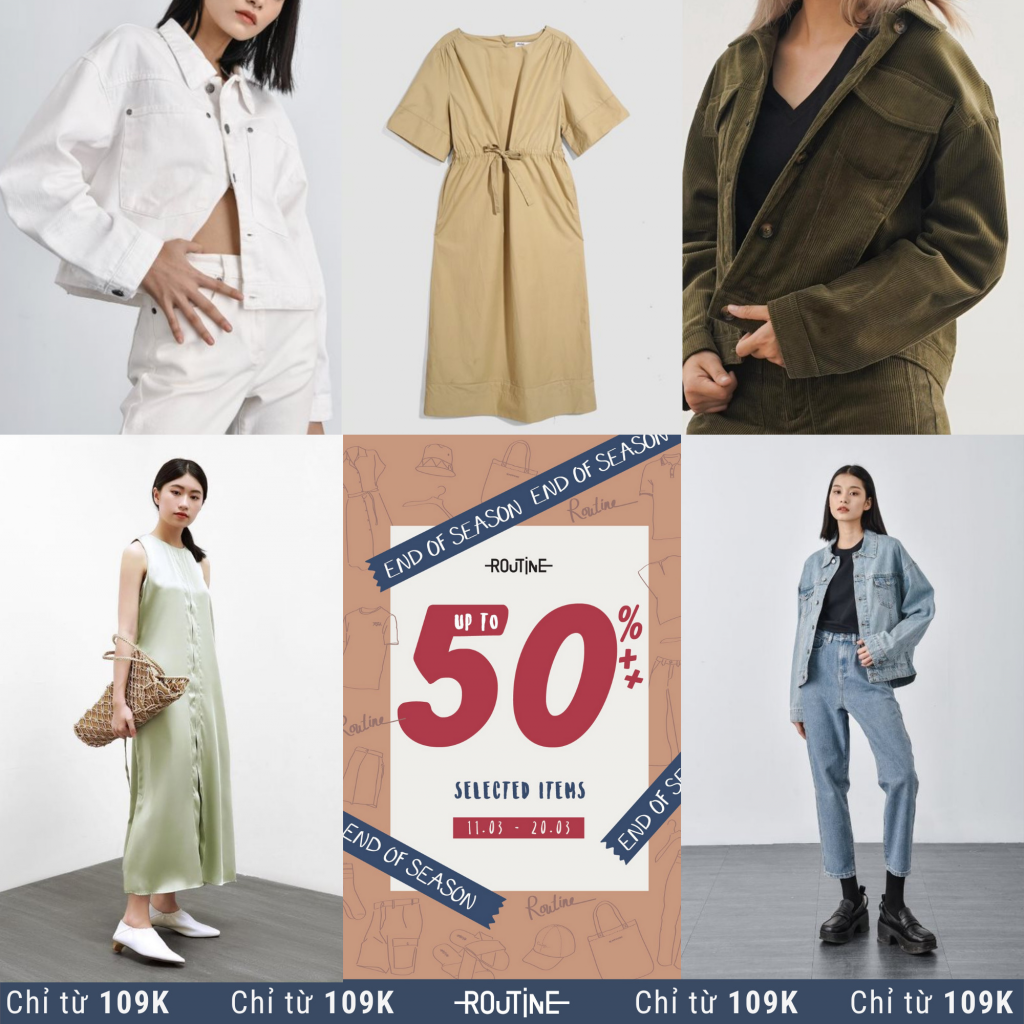 END OF SEASON END OF SEASON
Routine
ROUTINE
UP TO
50%++
Routine
SELECTED ITEMS
11.03 - 20.03
END OF SE
END OF SEASON
Routine
Chỉ từ 109K Chỉ từ 109K ROUTINE Chỉ từ 109K Chỉ từ 109K